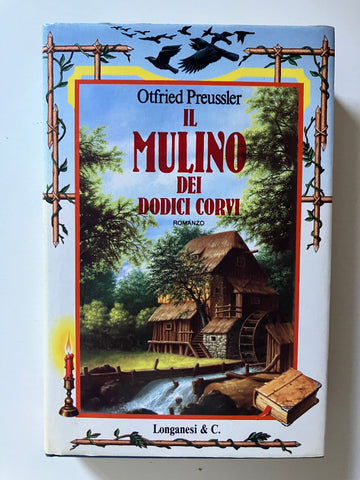 Otfried Preussler
IL
MULINO
DEI
DODICI CORVI
ROMANZO
Longanesi & C.